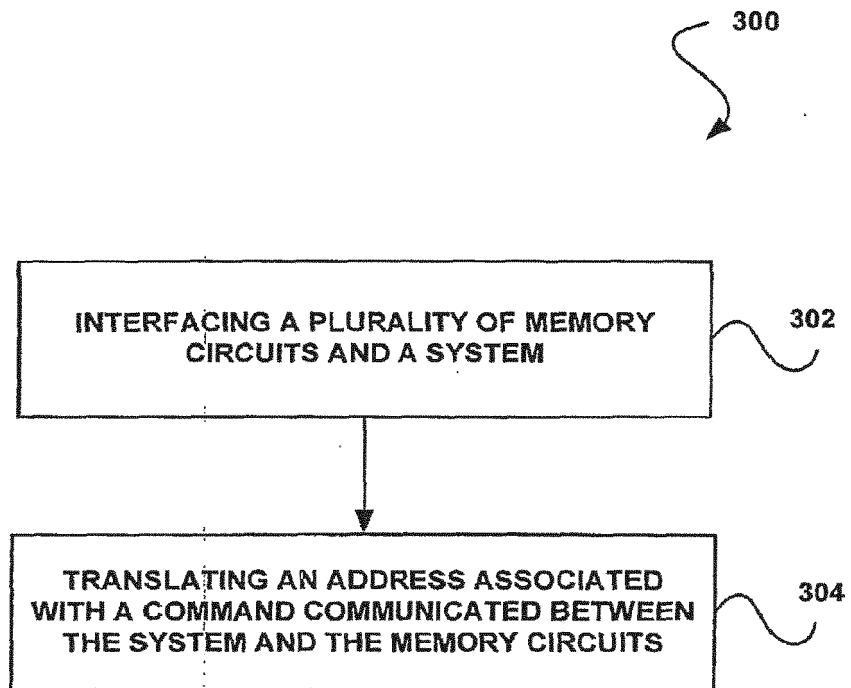 300
INTERFACING A PLURALITY OF MEMORY
CIRCUITS AND A SYSTEM
302
TRANSLATING AN ADDRESS ASSOCIATED
WITH A COMMAND COMMUNICATED BETWEEN
THE SYSTEM AND THE MEMORY CIRCUITS
304